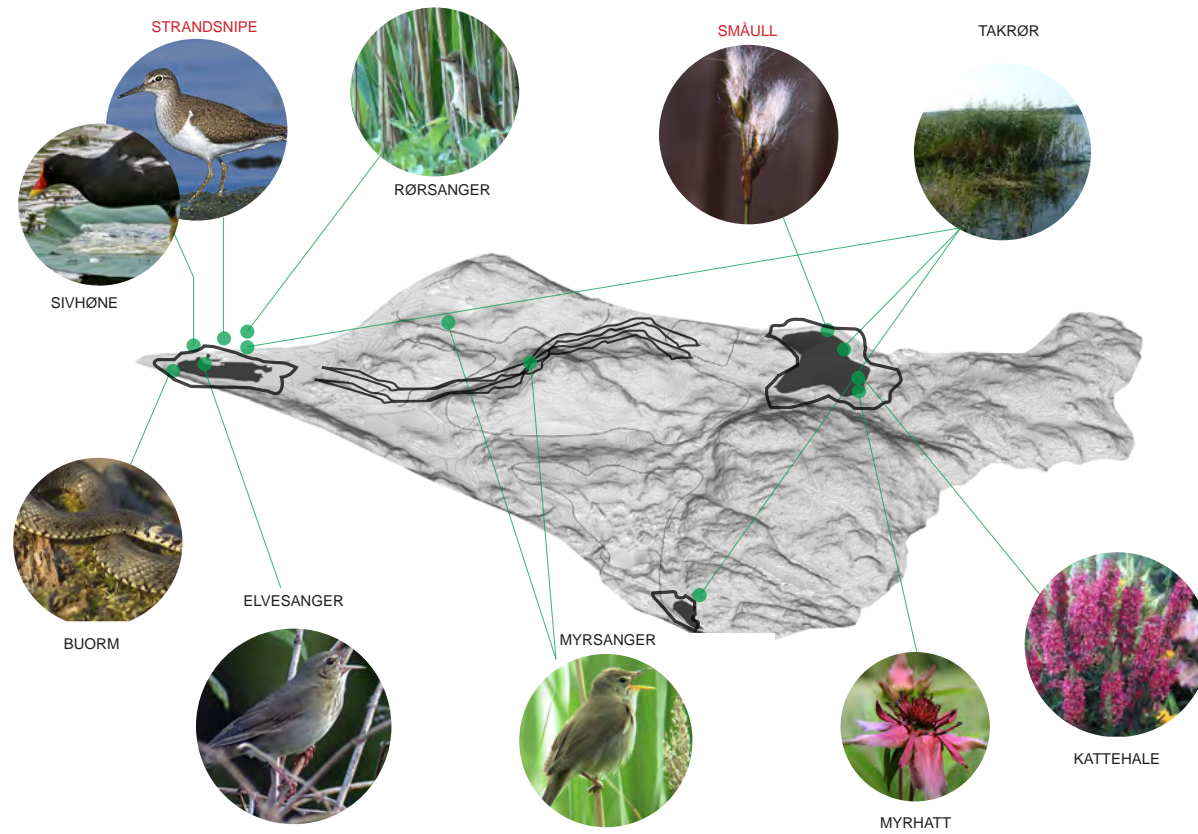 STRANDSNIPE
SMÅULL
TAKRØR
RØRSANGER
SIVHØNE
ELVESANGER
BUORM
MYRSANGER
KATTEHALE
MYRHATT